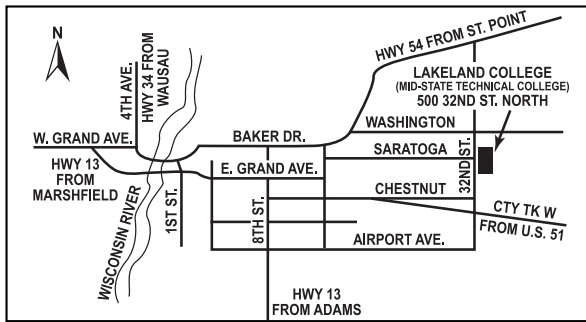 N
4TH AVE.
HWY 34 FROM
WAUSAU
HWY 54 FROM ST. POINT
LAKELAND COLLEGE
(MID-STATE TECHNICAL COLLEGE)
500 32ND ST. NORTH
W. GRAND AVE.
BAKER DR.
WASHINGTON
SARATOGA
32ND ST.
HWY 13
FROM
MARSHFIELD
E. GRAND AVE.
CHESTNUT
WISCONSIN RIVER
1ST ST.
8TH ST.
CTY TK W
FROM U.S. 51
AIRPORT AVE.
HWY 13
FROM ADAMS